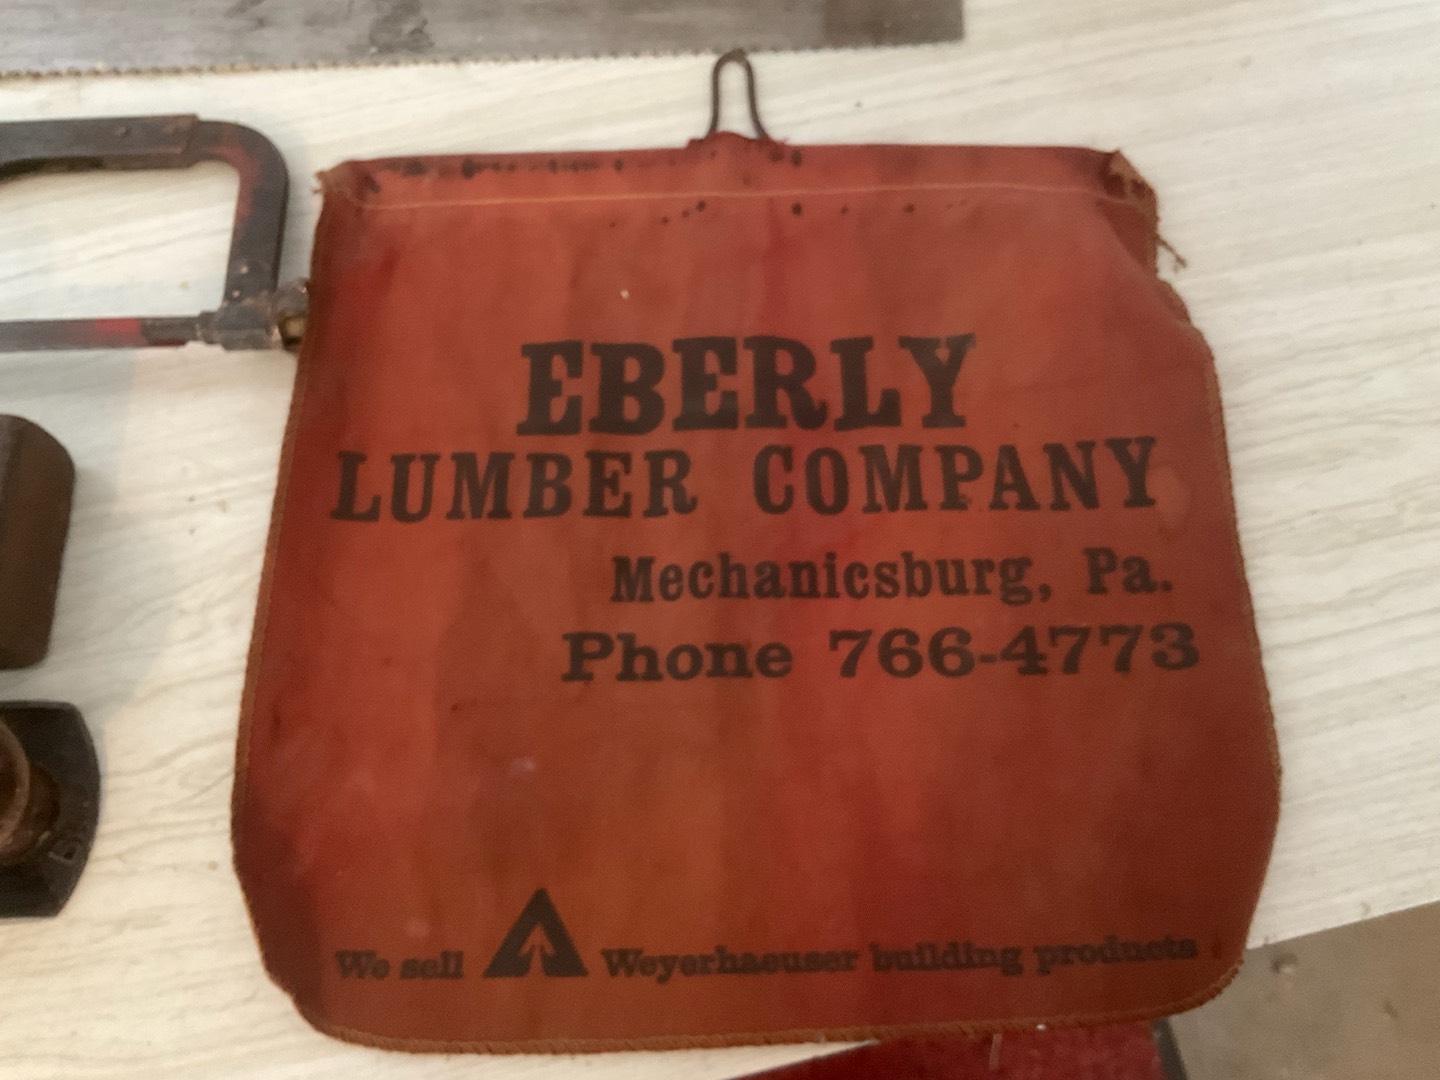 EBERLY
LUMBER COMPANY
Mechanicsburg, Pa.
Phone 766-4773
We sell Weyerhaeuser building products